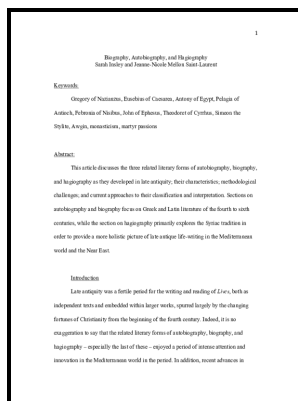 1
Biography, Autobiography, and Hagiography
Sarah Insley and Jeanne-Nicole Mellon Saint-Laurent
Keywords:
Gregory of Nazianzus, Eusebius of Caesarea, Antony of Egypt, Pelagia of
Antioch, Febronia of Nisibis, John of Ephesus, Theodoret of Cyrrhus, Simeon the
Stylite, Awgin, monasticism, martyr passions
Abstract:
This article discusses the three related literary forms of autobiography, biography,
and hagiography as they developed in late antiquity; their characteristics; methodological
challenges; and current approaches to their classification and interpretation. Sections on
autobiography and biography focus on Greek and Latin literature of the fourth to sixth
centuries, while the section on hagiography primarily explores the Syriac tradition in
order to provide a more holistic picture of late antique life-writing in the Mediterranean
world and the Near East.
Introduction
Late antiquity was a fertile period for the writing and reading of Lives, both as
independent texts and embedded within larger works, spurred largely by the changing
fortunes of Christianity from the beginning of the fourth century. Indeed, it is no
exaggeration to say that the related literary forms of autobiography, biography, and
hagiography – especially the last of these – enjoyed a period of intense attention and
innovation in the Mediterranean world in the period. In addition, recent advances in